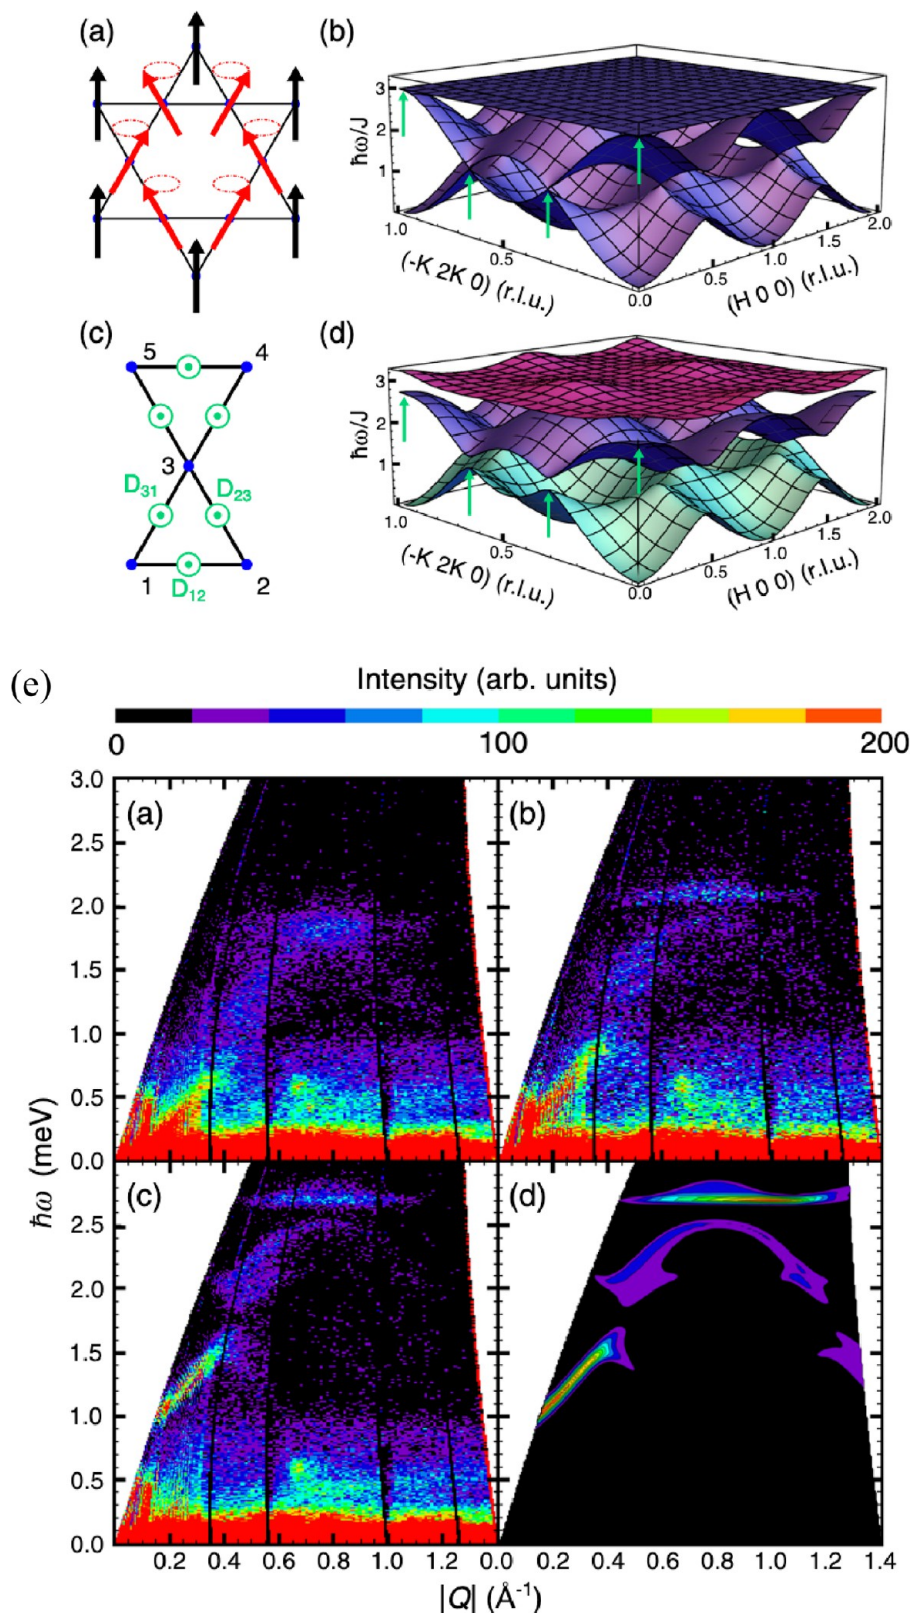 (a)
(b)
3
2
1
ħω/J
1.0
0.5
0.0
0.5
1.0
1.5
2.0
(-K 2K 0) (r.l.u.)
(H 0 0) (r.l.u.)
(c)
5
4
3
D31
D23
1
2
D12
(d)
3
2
1
ħω/J
1.0
0.5
0.0
0.5
1.0
1.5
2.0
(-K 2K 0) (r.l.u.)
(H 0 0) (r.l.u.)
(e)
Intensity (arb. units)
0
100
200
3.0
2.5
2.0
1.5
1.0
0.5
0.0
(a)
(b)
2.5
2.0
1.5
1.0
0.5
0.0
(c)
(d)
ħω (meV)
0.2
0.4
0.6
0.8
1.0
1.2
0.0
0.2
0.4
0.6
0.8
1.0
1.2
1.4
|Q| (Å⁻¹)